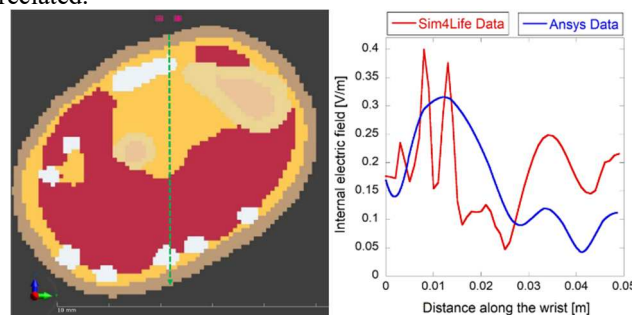 related.
Sim4Life Data
Ansys Data
Internal electric field [V/m]
0.4
0.35
0.3
0.25
0.2
0.15
0.1
0.05
0
0
0.01
0.02
0.03
0.04
0.05
Distance along the wrist [m]
18 mm